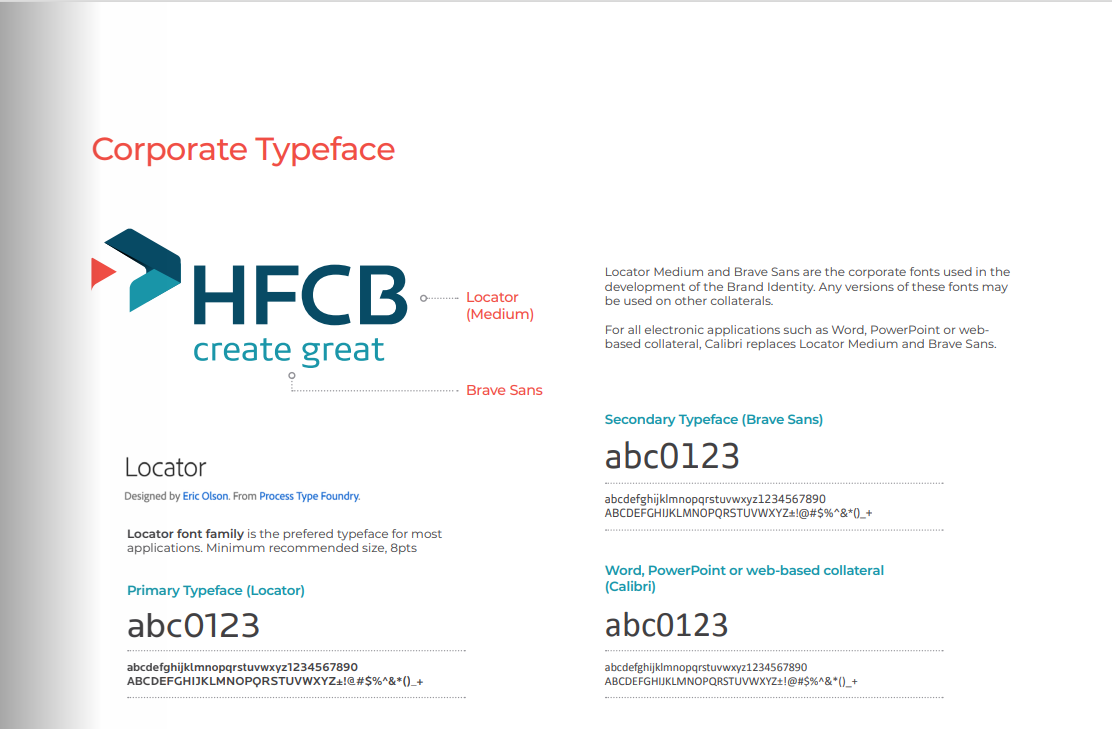 Corporate Typeface
HFCB
create great
Locator
(Medium)
Brave Sans
Locator
Designed by Eric Olson. From Process Type Foundry.
Locator font family is the prefered typeface for most
applications. Minimum recommended size, 8pts
Primary Typeface (Locator)
abc0123
abcdefghijklmnopqrstuvwxyz1234567890
ABCDEFGHIJKLMNOPQRSTUVWXYZ±!@#$%^&*()_+
Locator Medium and Brave Sans are the corporate fonts used in the
development of the Brand Identity. Any versions of these fonts may
be used on other collaterals.
For all electronic applications such as Word, PowerPoint or web-
based collateral, Calibri replaces Locator Medium and Brave Sans.
Secondary Typeface (Brave Sans)
abc0123
abcdefghijklmnopqrstuvwxyz1234567890
ABCDEFGHIJKLMNOPQRSTUVWXYZ±!@#$%^&*()_+
Word, PowerPoint or web-based collateral
(Calibri)
abc0123
abcdefghijklmnopqrstuvwxyz1234567890
ABCDEFGHIJKLMNOPQRSTUVWXYZ±!@#$%^&*()_+